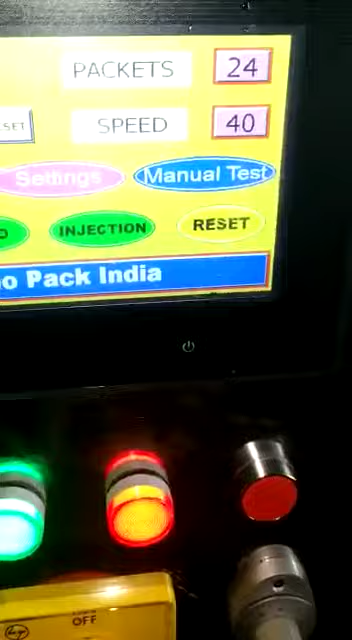 PACKETS 24
SET SPEED 40
Settings Manual Test
INJECTION RESET
o Pack India
OFF